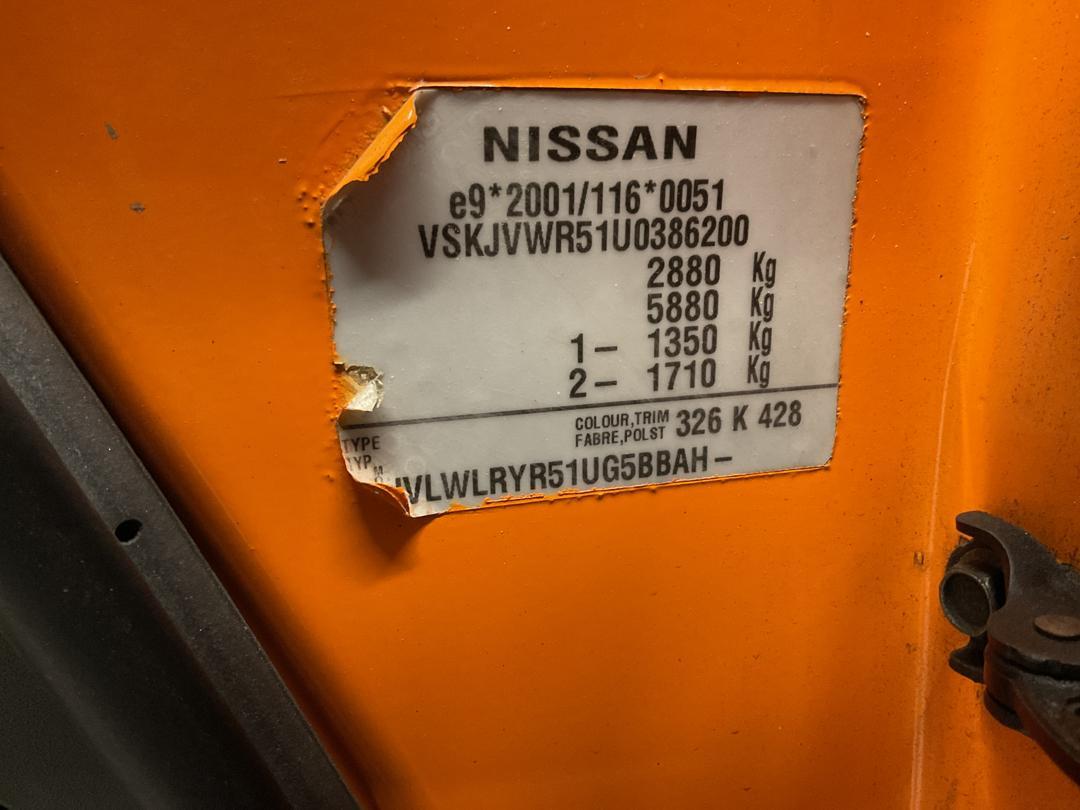 NISSAN
e9*2001/116*0051
VSKJVWR51U0386200
2880 Kg
5880 Kg
1- 1350 Kg
2- 1710 Kg
TYPE COLOUR,TRIM 326 K 428
TYP FABRE,POLST
VLWLRYR51UG5BBAH-